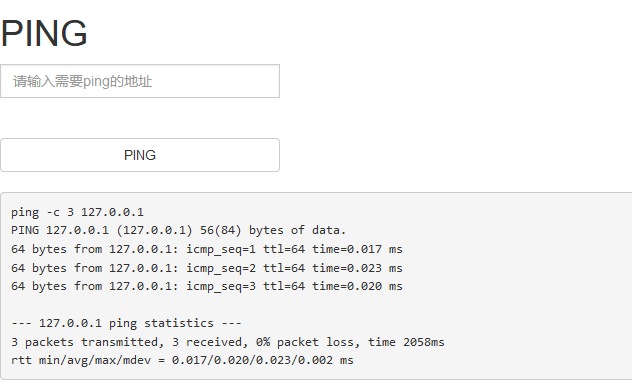 PING
请输入需要ping的地址
PING
ping -c 3 127.0.0.1
PING 127.0.0.1 (127.0.0.1) 56(84) bytes of data.
64 bytes from 127.0.0.1: icmp_seq=1 ttl=64 time=0.017 ms
64 bytes from 127.0.0.1: icmp_seq=2 ttl=64 time=0.023 ms
64 bytes from 127.0.0.1: icmp_seq=3 ttl=64 time=0.020 ms
--- 127.0.0.1 ping statistics ---
3 packets transmitted, 3 received, 0% packet loss, time 2058ms
rtt min/avg/max/mdev = 0.017/0.020/0.023/0.002 ms